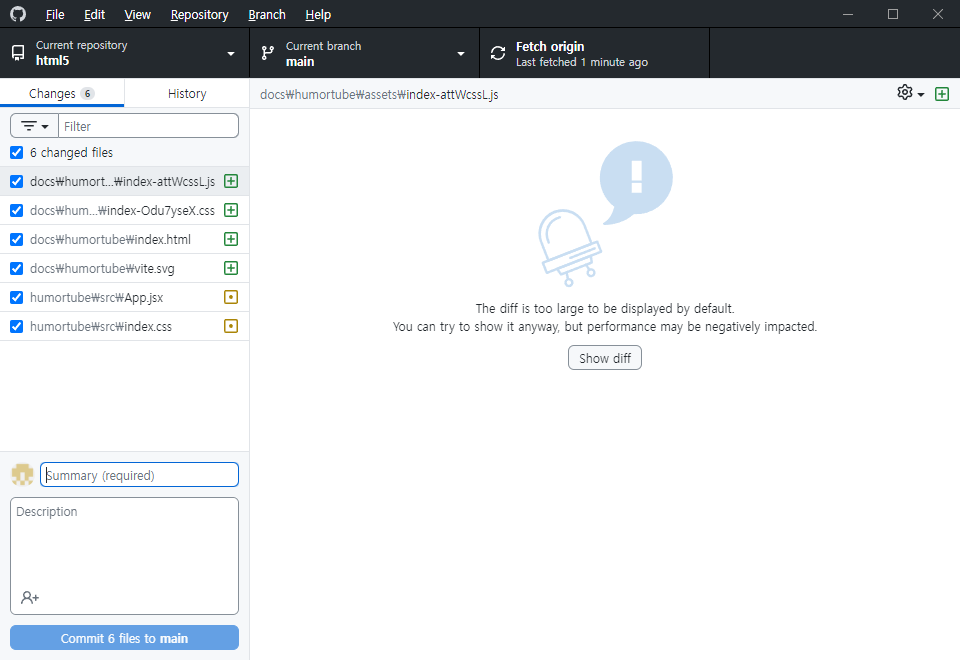 File Edit View Repository Branch Help
Current repository
html5
Current branch
main
Fetch origin
Last fetched 1 minute ago
Changes 6
History
docs₩humortube₩assets₩index-attWcssL.js
Filter
6 changed files
docs₩humort...₩index-attWcssL.js
docs₩hum...₩index-Odu7yseX.css
docs₩humortube₩index.html
docs₩humortube₩vite.svg
humortube₩src₩App.jsx
humortube₩src₩index.css
The diff is too large to be displayed by default.
You can try to show it anyway, but performance may be negatively impacted.
Show diff
Summary (required)
Description
Commit 6 files to main